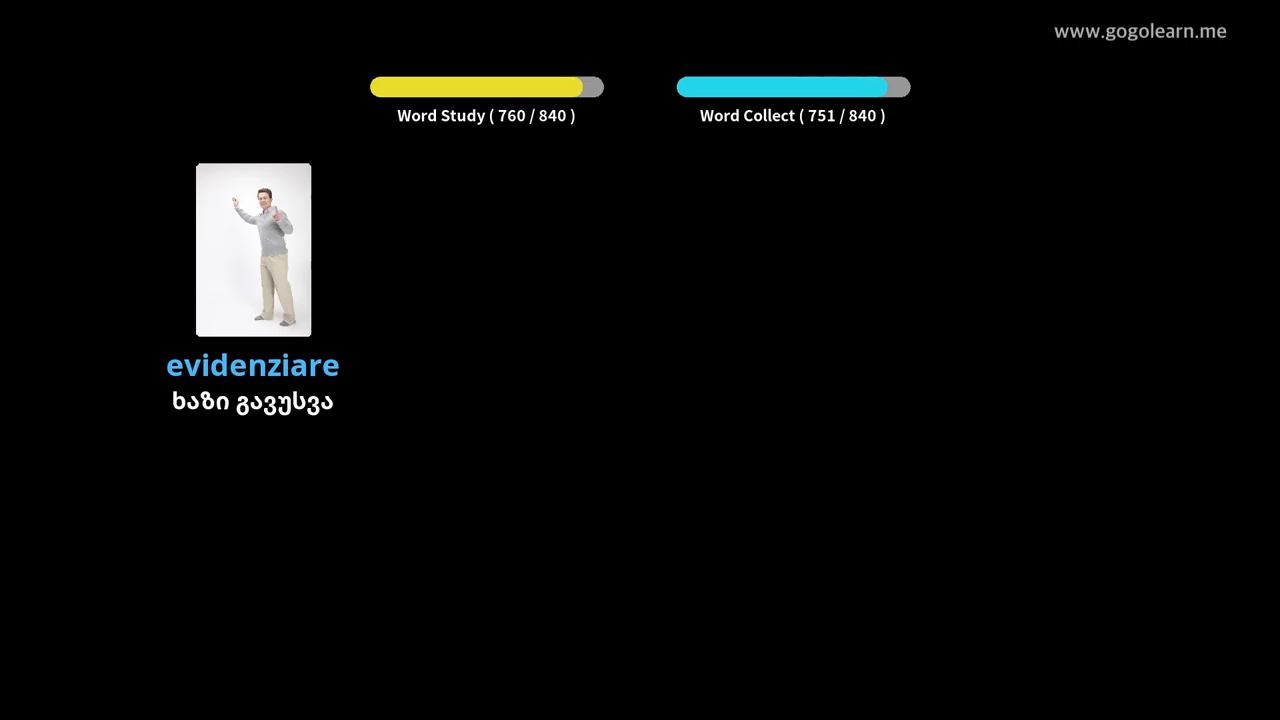 www.gogolearn.me
Word Study ( 760 / 840 )
Word Collect ( 751 / 840 )
evidenziare
ხაზი გავუსვა